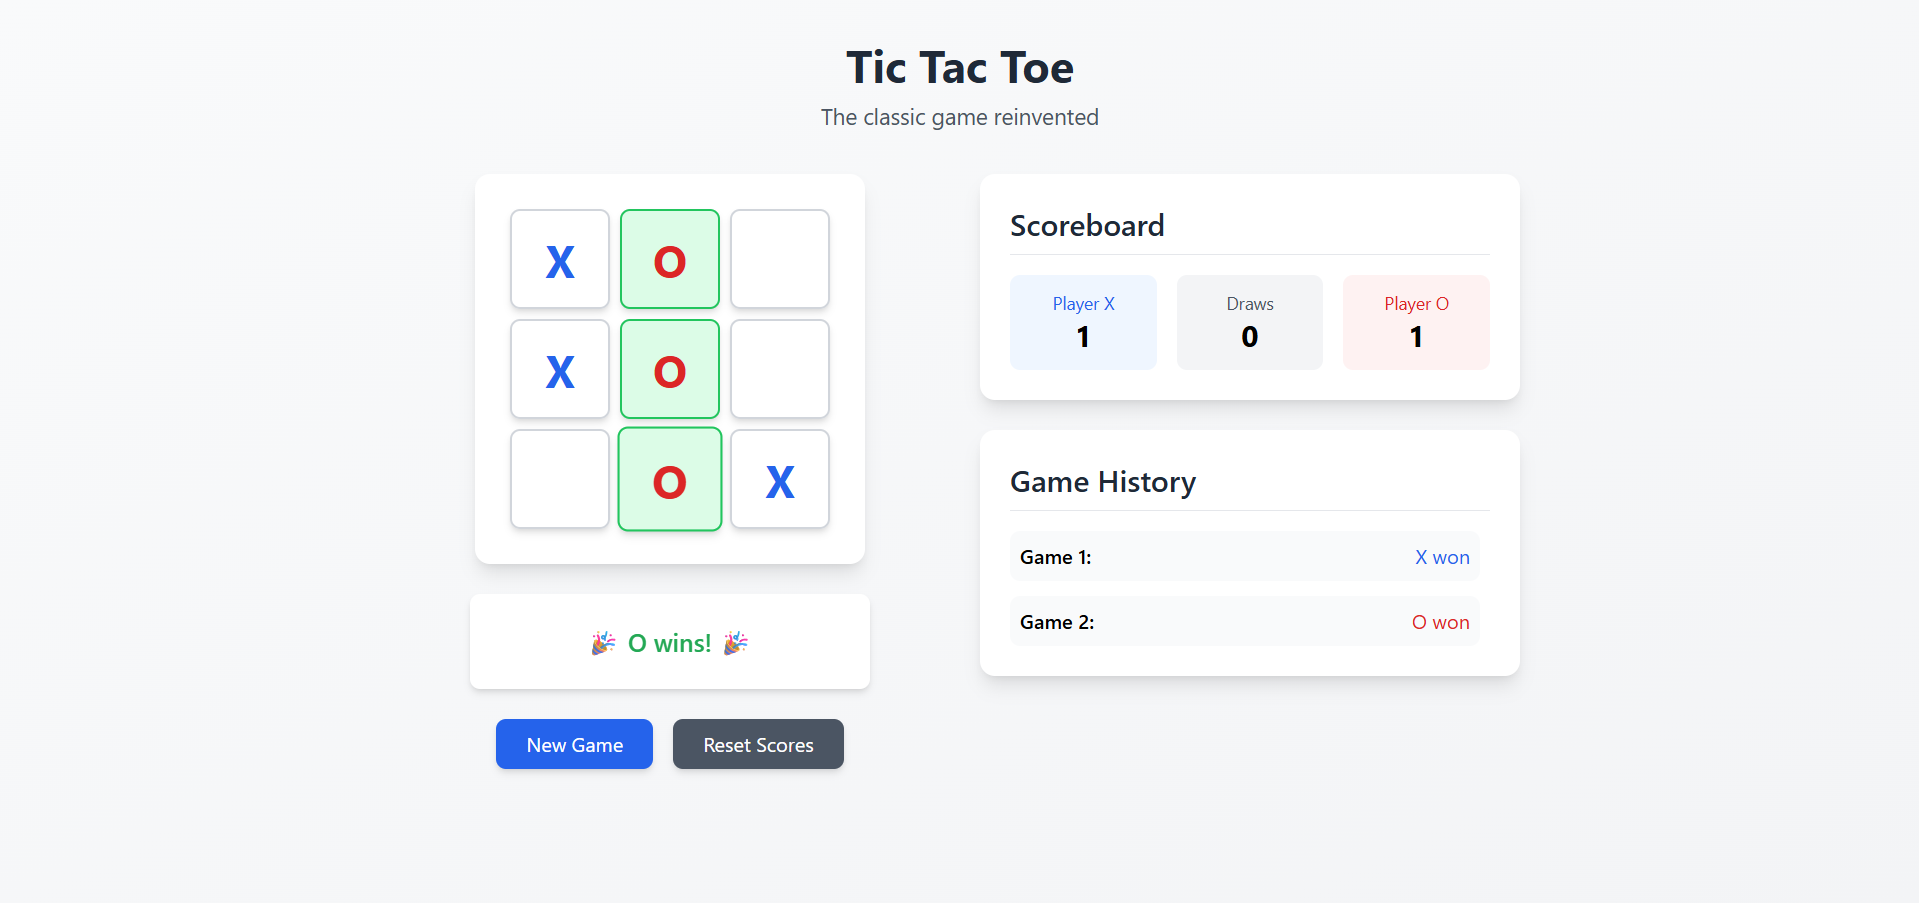 Tic Tac Toe
The classic game reinvented
X O
X O
O X
🎉 O wins! 🎉
New Game Reset Scores
Scoreboard
Player X Draws Player O
1 0 1
Game History
Game 1: X won
Game 2: O won